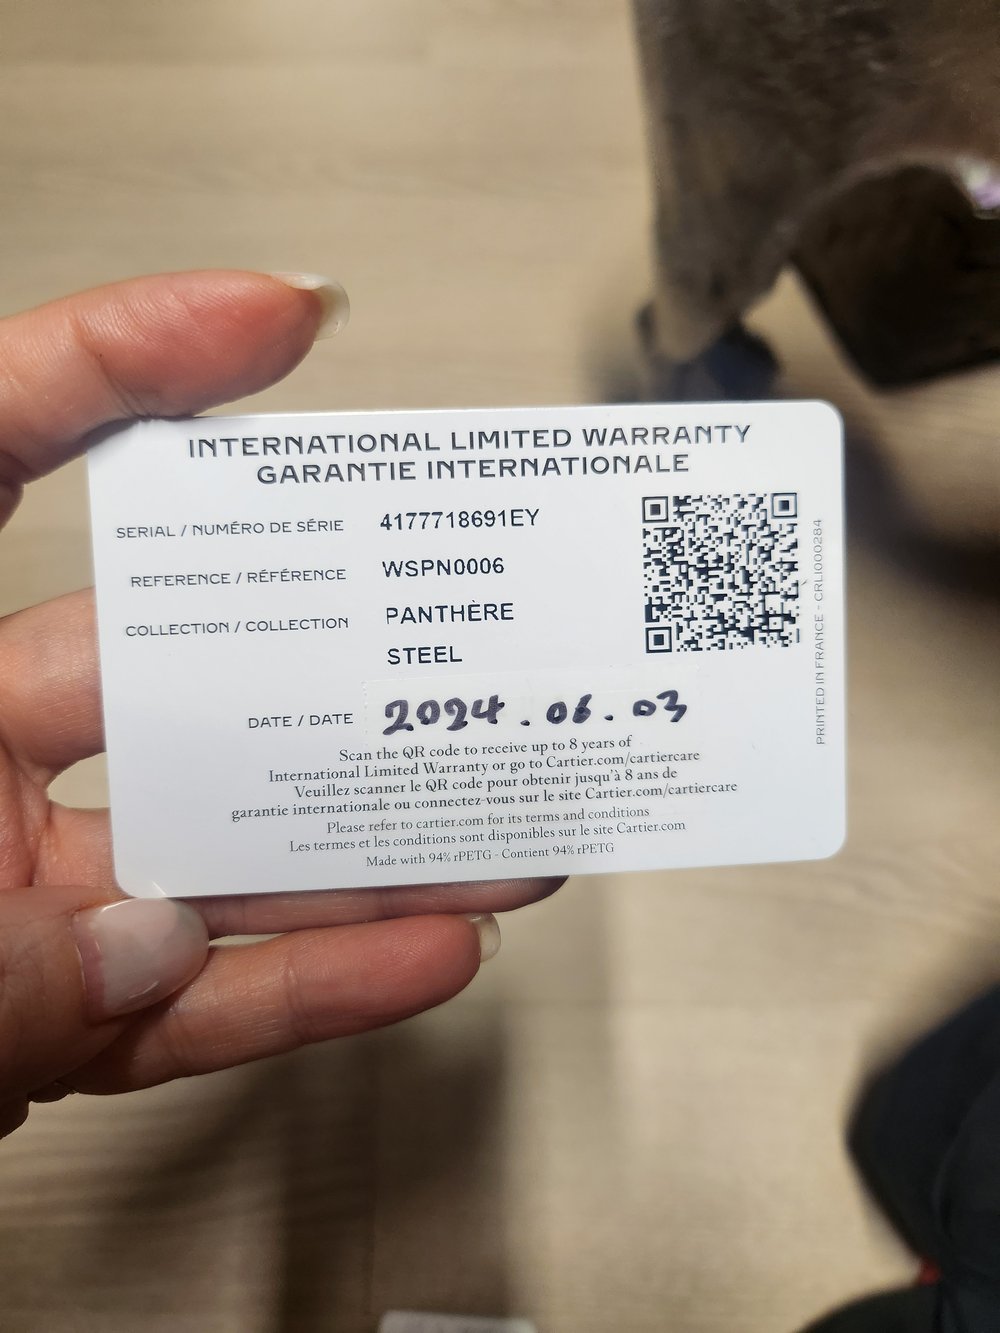 INTERNATIONAL LIMITED WARRANTY
GARANTIE INTERNATIONALE
SERIAL / NUMÉRO DE SÉRIE 4177718691EY
REFERENCE / RÉFÉRENCE WSPN0006
COLLECTION / COLLECTION PANTHÈRE
STEEL
DATE / DATE 2024.06.03
Scan the QR code to receive up to 8 years of
International Limited Warranty or go to Cartier.com/cartiercare
Veuillez scanner le QR code pour obtenir jusqu'à 8 ans de
garantie internationale ou connectez-vous sur le site Cartier.com/cartiercare
Please refer to cartier.com for its terms and conditions
Les termes et les conditions sont disponibles sur le site Cartier.com
Made with 94% rPETG - Contient 94% rPETG
PRINTED IN FRANCE - CRLI000284